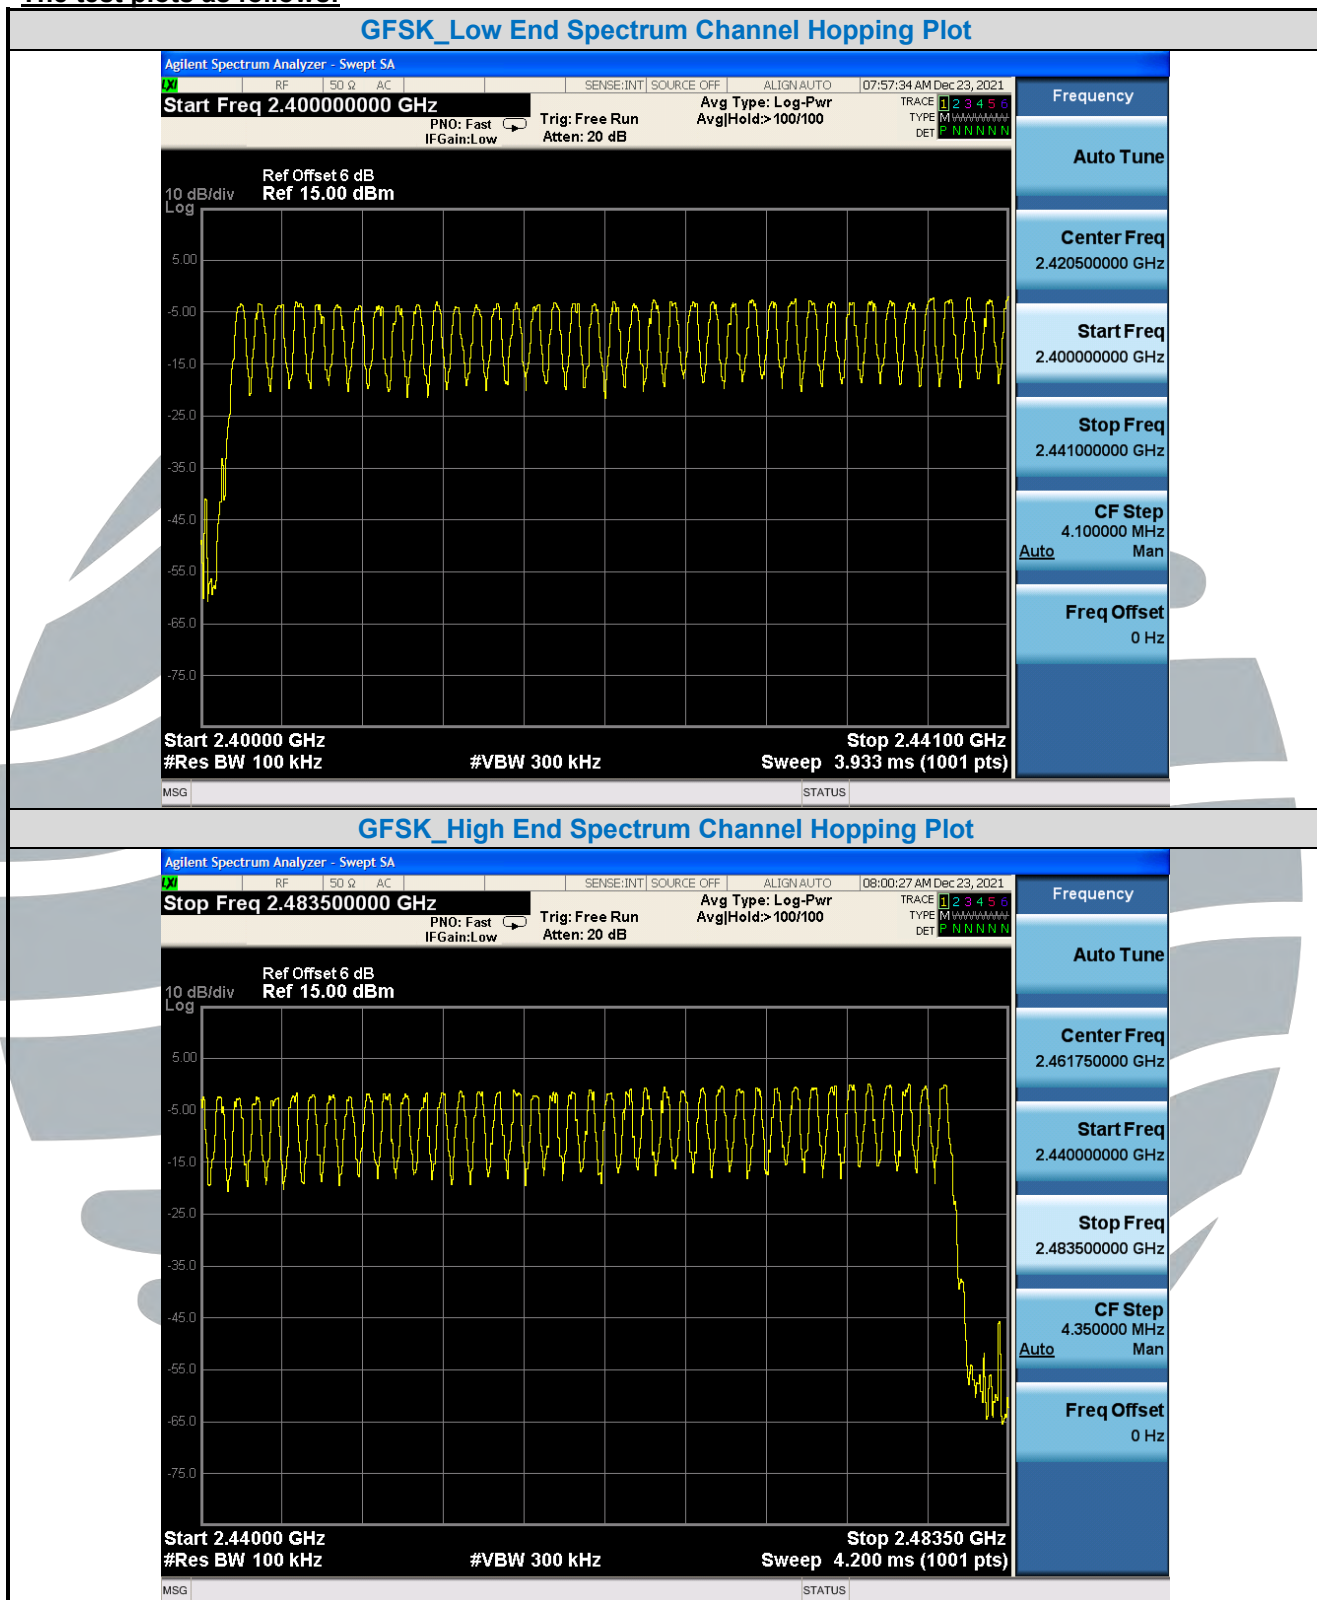 The test plots as follows:
GFSK_Low End Spectrum Channel Hopping Plot
Agilent Spectrum Analyzer - Swept SA
LXI RF 50 Ω AC SENSE:INT SOURCE OFF ALIGN AUTO 07:57:34 AM Dec 23, 2021
Start Freq 2.400000000 GHz
PNO: Fast
IFGain:Low
Trig: Free Run
Atten: 20 dB
Avg Type: Log-Pwr
Avg|Hold:>100/100
TRACE 1 2 3 4 5 6
TYPE M
DET P N N N N N
Ref Offset 6 dB
10 dB/div Ref 15.00 dBm
Log
5.00
-5.00
-15.0
-25.0
-35.0
-45.0
-55.0
-65.0
-75.0
Start 2.40000 GHz Stop 2.44100 GHz
#Res BW 100 kHz #VBW 300 kHz Sweep 3.933 ms (1001 pts)
MSG STATUS
Frequency
Auto Tune
Center Freq
2.420500000 GHz
Start Freq
2.400000000 GHz
Stop Freq
2.441000000 GHz
CF Step
4.100000 MHz
Auto Man
Freq Offset
0 Hz
GFSK_High End Spectrum Channel Hopping Plot
Agilent Spectrum Analyzer - Swept SA
LXI RF 50 Ω AC SENSE:INT SOURCE OFF ALIGN AUTO 08:00:27 AM Dec 23, 2021
Stop Freq 2.483500000 GHz
PNO: Fast
IFGain:Low
Trig: Free Run
Atten: 20 dB
Avg Type: Log-Pwr
Avg|Hold:>100/100
TRACE 1 2 3 4 5 6
TYPE M
DET P N N N N N
Ref Offset 6 dB
10 dB/div Ref 15.00 dBm
Log
5.00
-5.00
-15.0
-25.0
-35.0
-45.0
-55.0
-65.0
-75.0
Start 2.44000 GHz Stop 2.48350 GHz
#Res BW 100 kHz #VBW 300 kHz Sweep 4.200 ms (1001 pts)
MSG STATUS
Frequency
Auto Tune
Center Freq
2.461750000 GHz
Start Freq
2.440000000 GHz
Stop Freq
2.483500000 GHz
CF Step
4.350000 MHz
Auto Man
Freq Offset
0 Hz